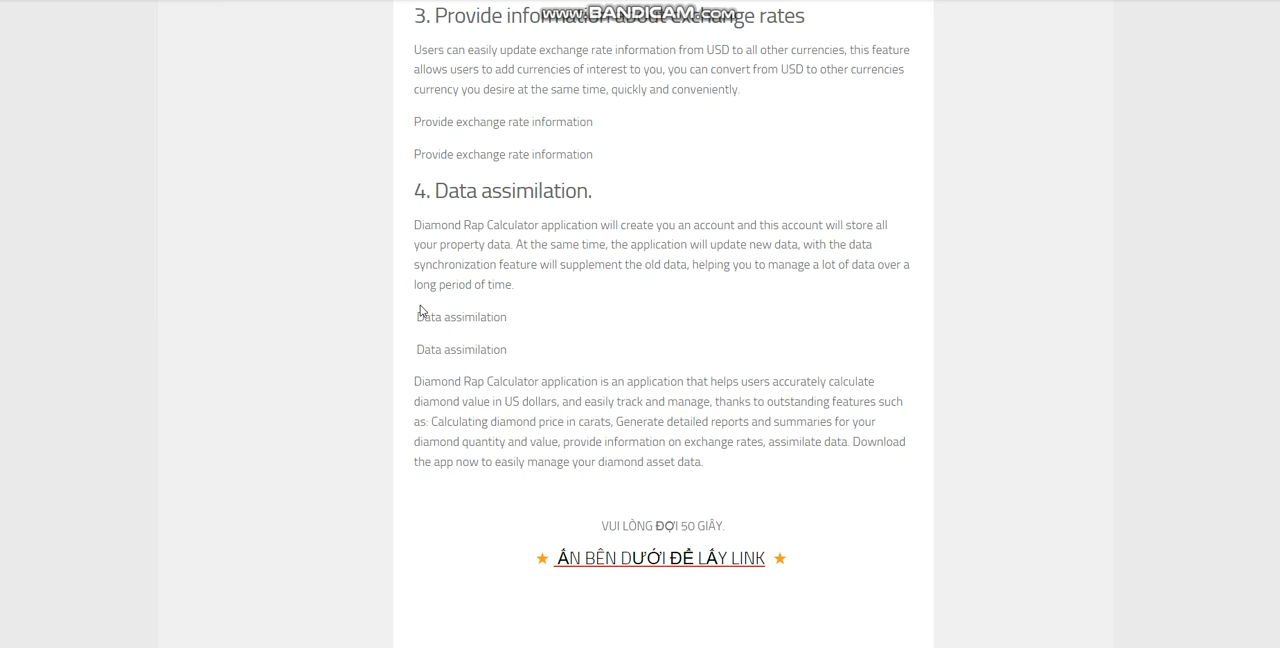 www.BANDICAM.com
3. Provide information about exchange rates
Users can easily update exchange rate information from USD to all other currencies, this feature
allows users to add currencies of interest to you, you can convert from USD to other currencies
currency you desire at the same time, quickly and conveniently.
Provide exchange rate information
Provide exchange rate information
4. Data assimilation.
Diamond Rap Calculator application will create you an account and this account will store all
your property data. At the same time, the application will update new data, with the data
synchronization feature will supplement the old data, helping you to manage a lot of data over a
long period of time.
Data assimilation
Data assimilation
Diamond Rap Calculator application is an application that helps users accurately calculate
diamond value in US dollars, and easily track and manage, thanks to outstanding features such
as: Calculating diamond price in carats, Generate detailed reports and summaries for your
diamond quantity and value, provide information on exchange rates, assimilate data. Download
the app now to easily manage your diamond asset data.
VUI LÒNG ĐỢI 50 GIÂY.
★ ẤN BÊN DƯỚI ĐỂ LẤY LINK ★